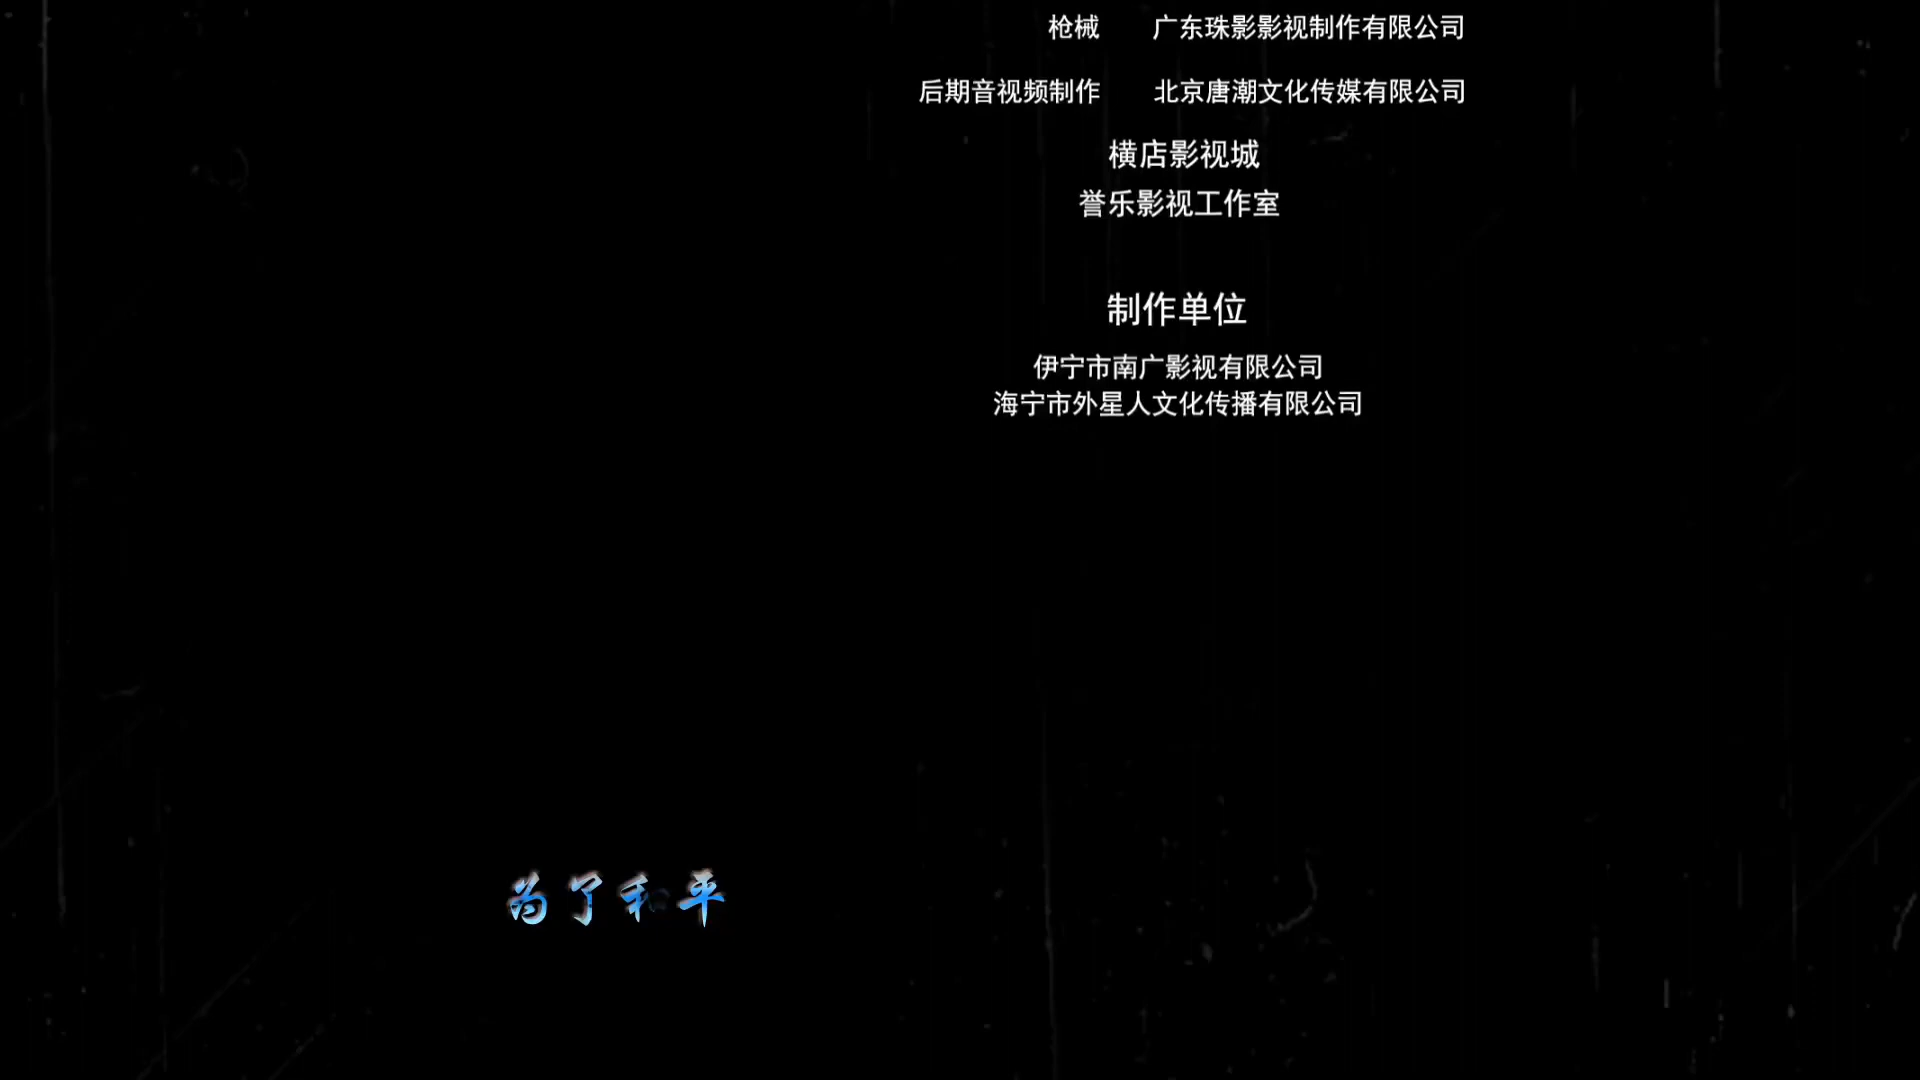 枪械 广东珠影影视制作有限公司
后期音视频制作 北京唐潮文化传媒有限公司
横店影视城
誉乐影视工作室
制作单位
伊宁市南广影视有限公司
海宁市外星人文化传播有限公司
为了和平